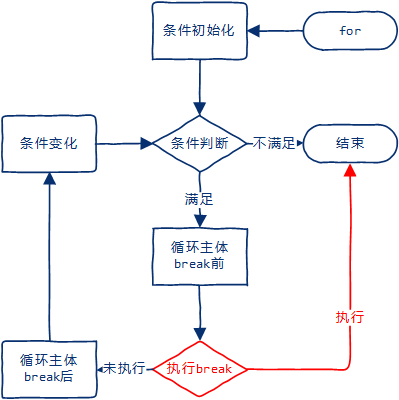 条件初始化
for
条件变化
条件判断
不满足
结束
满足
循环主体
break前
执行
循环主体
break后
未执行
执行break